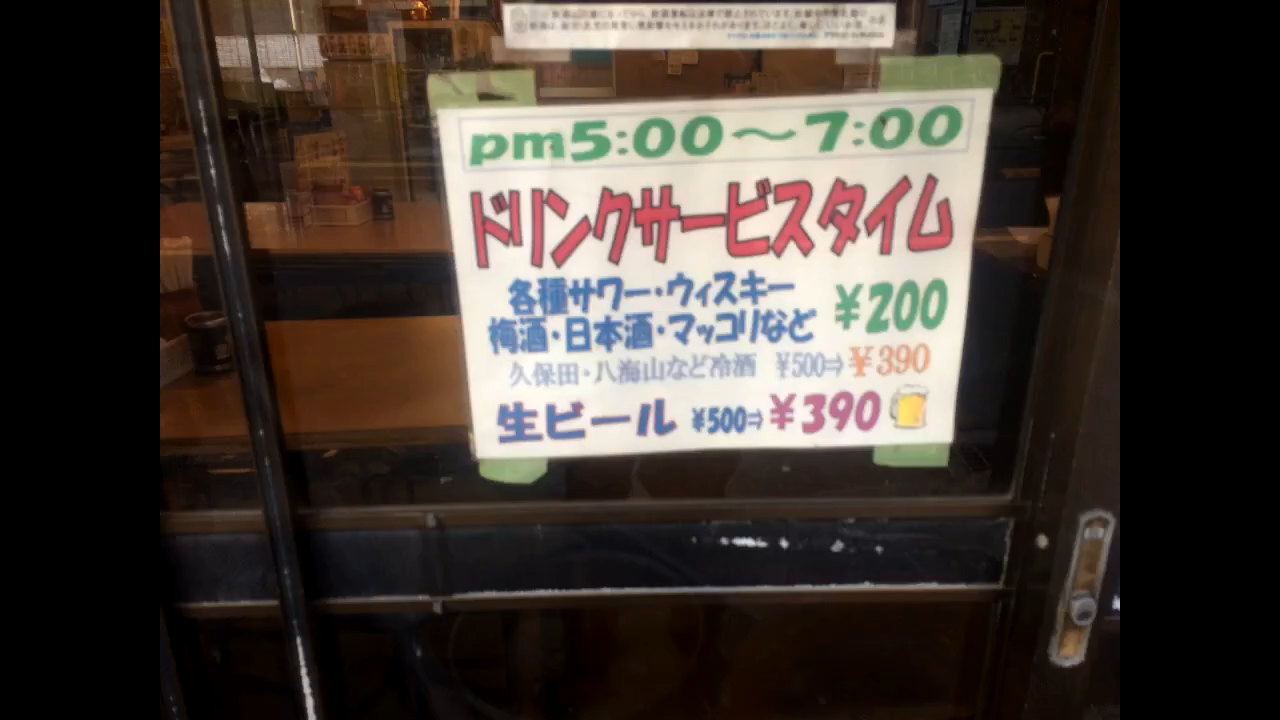 pm5:00～7:00
ドリンクサービスタイム
各種サワー・ウィスキー
梅酒・日本酒・マッコリなど ¥200
久保田・八海山など冷酒 ¥500⇒¥390
生ビール ¥500⇒¥390